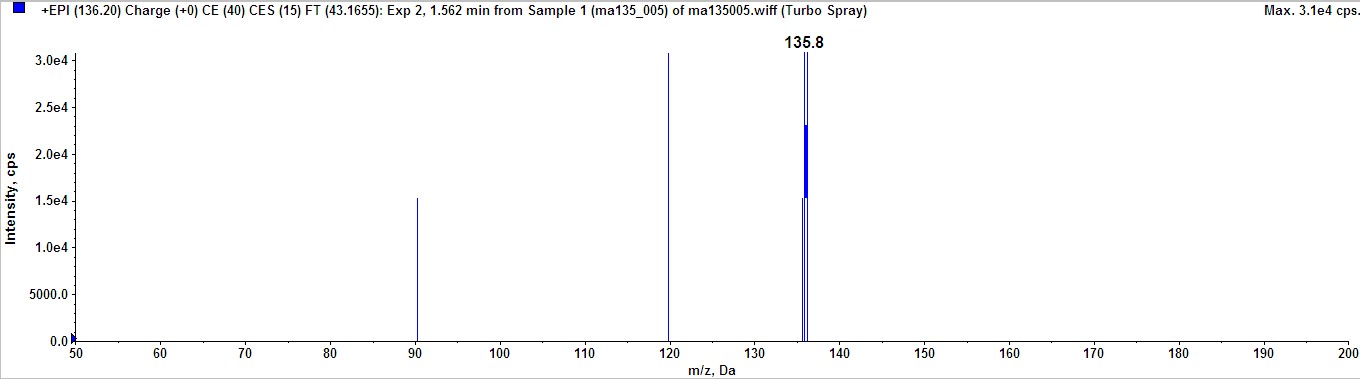 +EPI (136.20) Charge (+0) CE (40) CES (15) FT (43.1655): Exp 2, 1.562 min from Sample 1 (ma135_005) of ma135005.wiff (Turbo Spray)
Max. 3.1e4 cps.
135.8
3.0e4
2.5e4
2.0e4
1.5e4
1.0e4
5000.0
0.0
Intensity, cps
50 60 70 80 90 100 110 120 130 140 150 160 170 180 190 200
m/z, Da